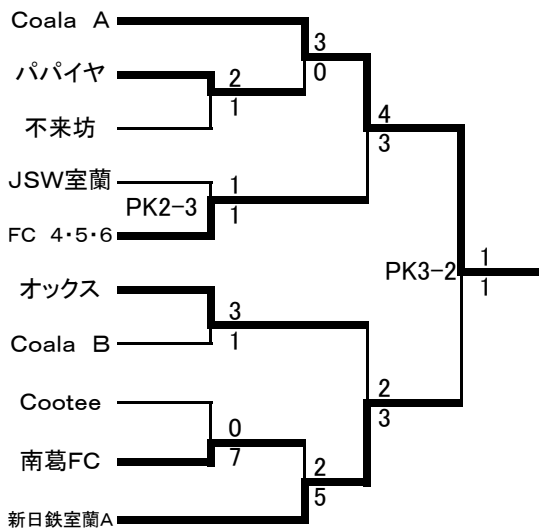 Coala A
3
0
パパイヤ
2
1
不来坊
4
3
JSW室蘭
PK2-3
1
1
FC 4・5・6
PK3-2
1
1
オックス
3
1
Coala B
2
3
Cootee
0
7
南葛FC
2
5
新日鉄室蘭A